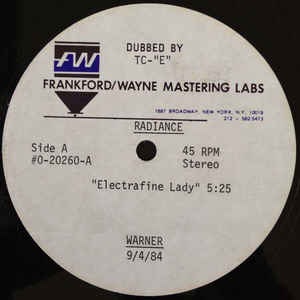 DUBBED BY
TC-"E"
FW
FRANKFORD/WAYNE MASTERING LABS
1697 BROADWAY, NEW YORK, N.Y. 10019
212 - 582-5473
RADIANCE
Side A 45 RPM
#0-20260-A Stereo
"Electrafine Lady" 5:25
WARNER
9/4/84